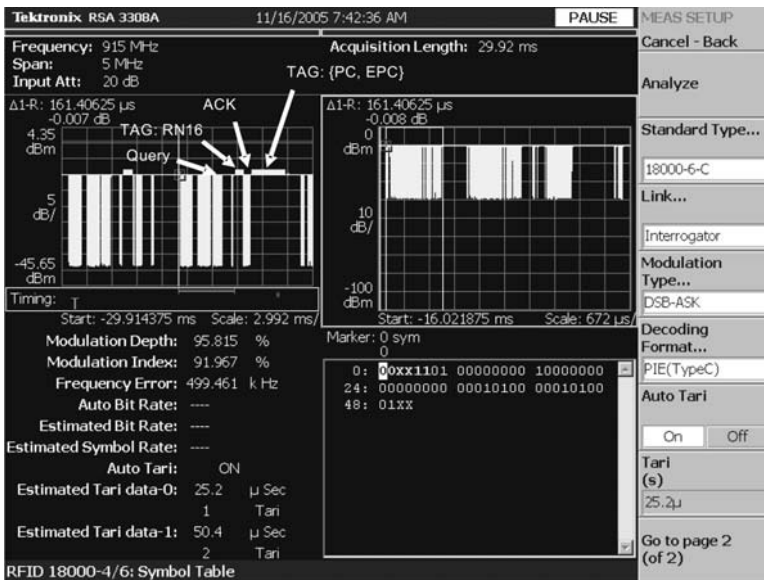 Tektronix RSA 3308A 11/16/2005 7:42:36 AM PAUSE
Frequency: 915 MHz
Span: 5 MHz
Input Att: 20 dB
Acquisition Length: 29.92 ms
TAG: {PC, EPC}
Δ1-R: 161.40625 µs
-0.007 dB
ACK
4.35
dBm
TAG: RN16
Query
5
dB/
-45.65
dBm
Timing:
Start: -29.914375 ms Scale: 2.992 ms/
Δ1-R: 161.40625 µs
-0.008 dB
0
dBm
10
dB/
-100
dBm
Start: -16.021875 ms Scale: 672 µs/
Modulation Depth: 95.815 %
Modulation Index: 91.967 %
Frequency Error: 499.461 k Hz
Auto Bit Rate: ----
Estimated Bit Rate: ----
Estimated Symbol Rate: ----
Auto Tari: ON
Estimated Tari data-0: 25.2 µ Sec
1 Tari
Estimated Tari data-1: 50.4 µ Sec
2 Tari
Marker: 0 sym
0
0: 00XX1101 00000000 10000000
24: 00000000 00010100 00010100
48: 01XX
RFID 18000-4/6: Symbol Table
MEAS SETUP
Cancel - Back
Analyze
Standard Type...
18000-6-C
Link...
Interrogator
Modulation
Type...
DSB-ASK
Decoding
Format...
PIE(TypeC)
Auto Tari
On Off
Tari
(s)
25.2µ
Go to page 2
(of 2)